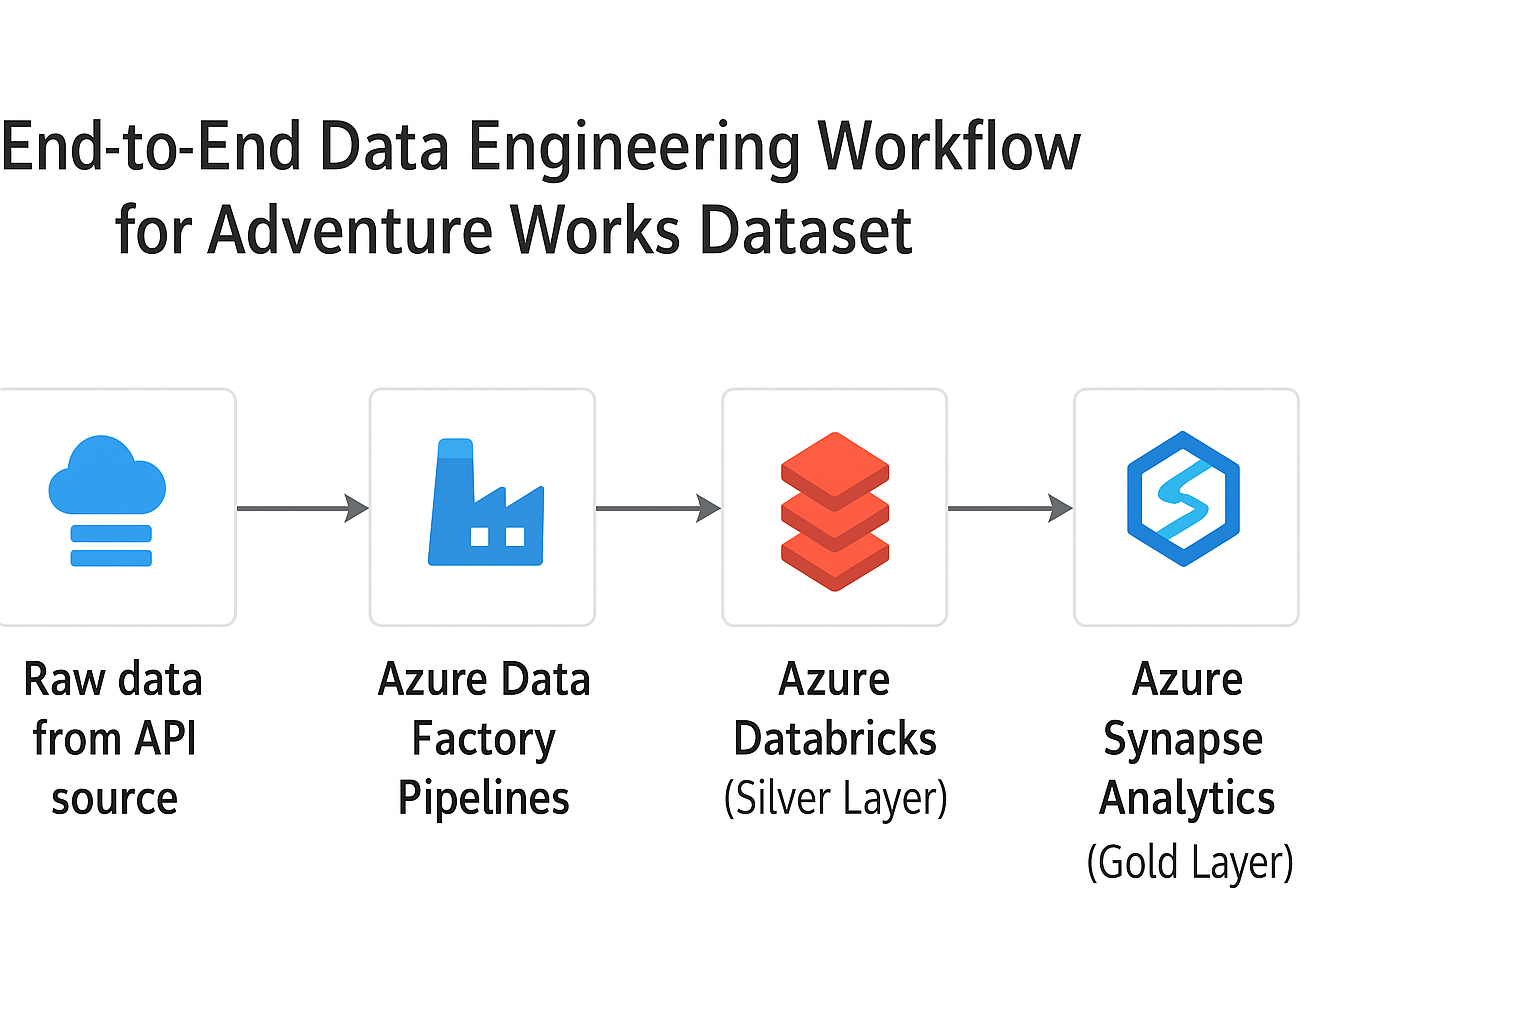 End-to-End Data Engineering Workflow
for Adventure Works Dataset
Raw data
from API
source
Azure Data
Factory
Pipelines
Azure
Databricks
(Silver Layer)
Azure
Synapse
Analytics
(Gold Layer)